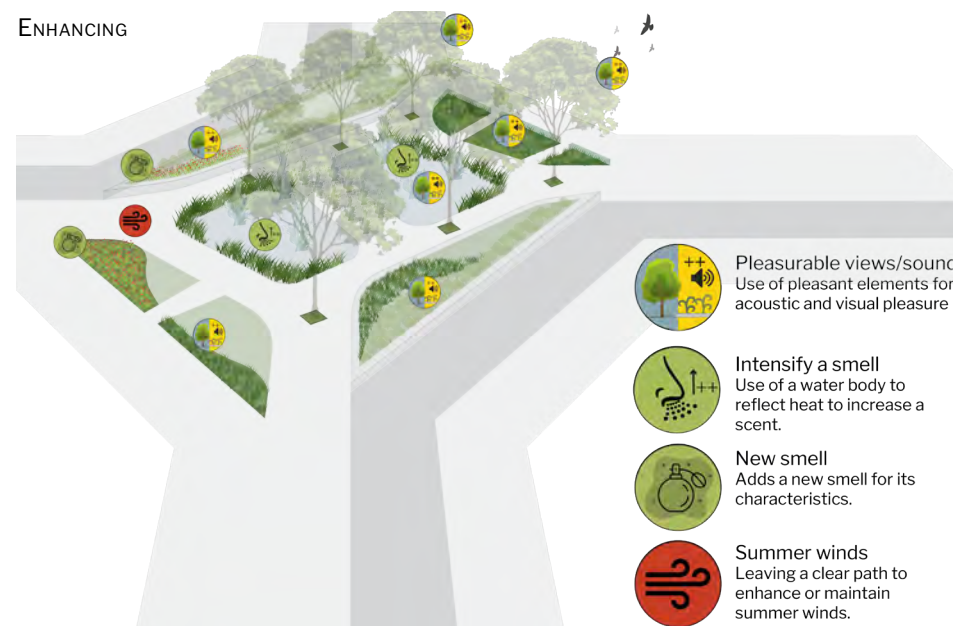 ENHANCING
Pleasurable views/sound
Use of pleasant elements for
acoustic and visual pleasure
Intensify a smell
Use of a water body to
reflect heat to increase a
scent.
New smell
Adds a new smell for its
characteristics.
Summer winds
Leaving a clear path to
enhance or maintain
summer winds.